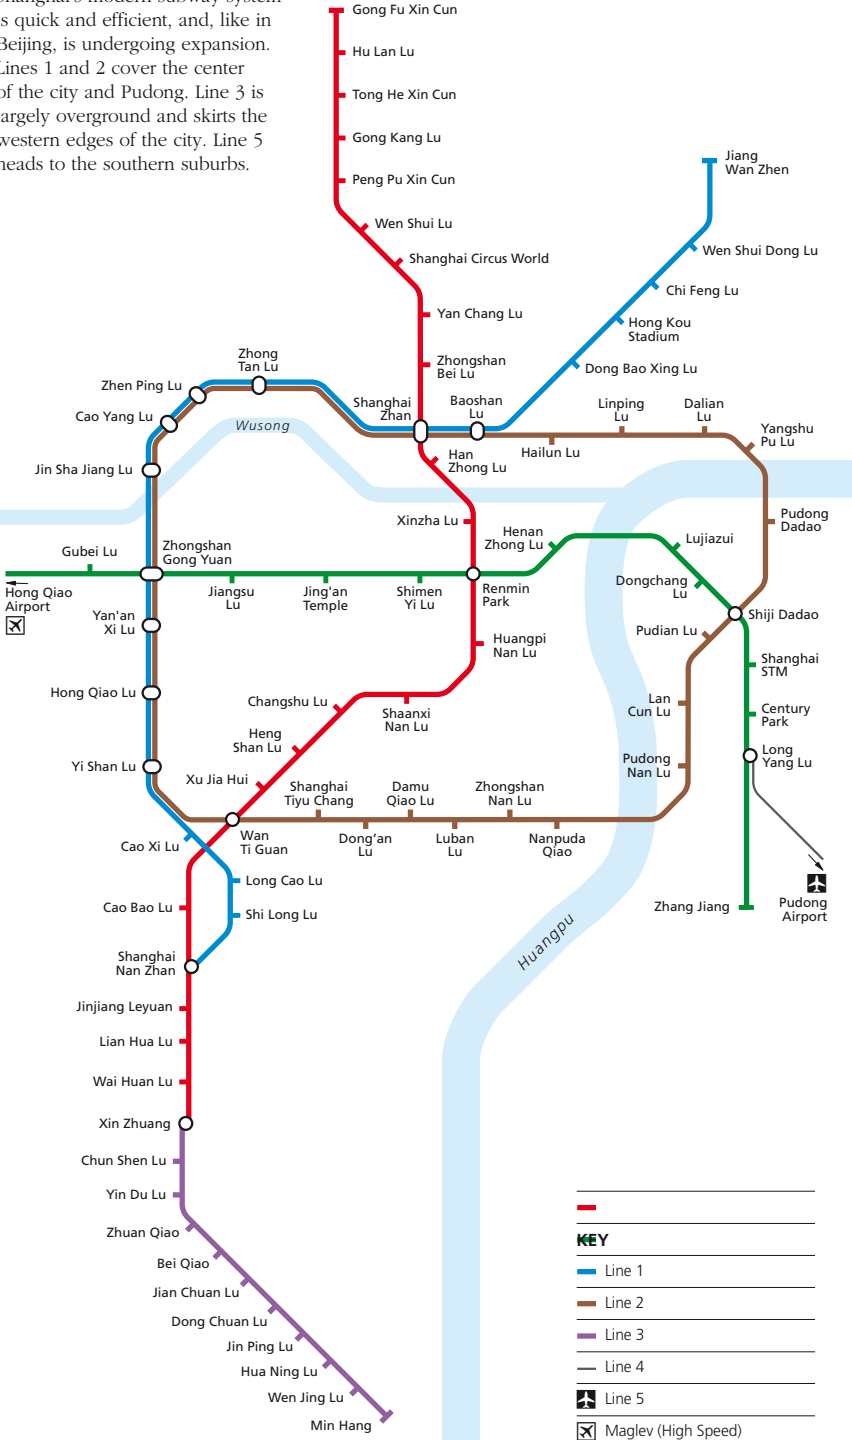 Shanghai's modern subway system
is quick and efficient, and, like in
Beijing, is undergoing expansion.
Lines 1 and 2 cover the center
of the city and Pudong. Line 3 is
largely overground and skirts the
western edges of the city. Line 5
heads to the southern suburbs.
Gong Fu Xin Cun
Hu Lan Lu
Tong He Xin Cun
Gong Kang Lu
Peng Pu Xin Cun
Wen Shui Lu
Shanghai Circus World
Yan Chang Lu
Zhongshan
Bei Lu
Jiang
Wan Zhen
Wen Shui Dong Lu
Chi Feng Lu
Hong Kou
Stadium
Dong Bao Xing Lu
Zhong
Tan Lu
Zhen Ping Lu
Cao Yang Lu
Jin Sha Jiang Lu
Wusong
Shanghai
Zhan
Baoshan
Lu
Han
Zhong Lu
Hailun Lu
Linping
Lu
Dalian
Lu
Yangshu
Pu Lu
Pudong
Dadao
Xinzha Lu
Henan
Zhong Lu
Lujiazui
Dongchang
Lu
Shiji Dadao
Pudian Lu
Gubei Lu
Zhongshan
Gong Yuan
Hong Qiao
Airport
Jiangsu
Lu
Jing'an
Temple
Shimen
Yi Lu
Renmin
Park
Yan'an
Xi Lu
Huangpi
Nan Lu
Shanghai
STM
Hong Qiao Lu
Changshu Lu
Shaanxi
Nan Lu
Lan
Cun Lu
Century
Park
Heng
Shan Lu
Long
Yang Lu
Pudong
Nan Lu
Yi Shan Lu
Xu Jia Hui
Shanghai
Tiyu Chang
Damu
Qiao Lu
Zhongshan
Nan Lu
Cao Xi Lu
Wan
Ti Guan
Dong'an
Lu
Luban
Lu
Nanpuda
Qiao
Long Cao Lu
Cao Bao Lu
Shi Long Lu
Zhang Jiang
Pudong
Airport
Huangpu
Shanghai
Nan Zhan
Jinjiang Leyuan
Lian Hua Lu
Wai Huan Lu
Xin Zhuang
Chun Shen Lu
Yin Du Lu
Zhuan Qiao
Bei Qiao
Jian Chuan Lu
Dong Chuan Lu
Jin Ping Lu
Hua Ning Lu
Wen Jing Lu
Min Hang
KEY
Line 1
Line 2
Line 3
Line 4
Line 5
Maglev (High Speed)